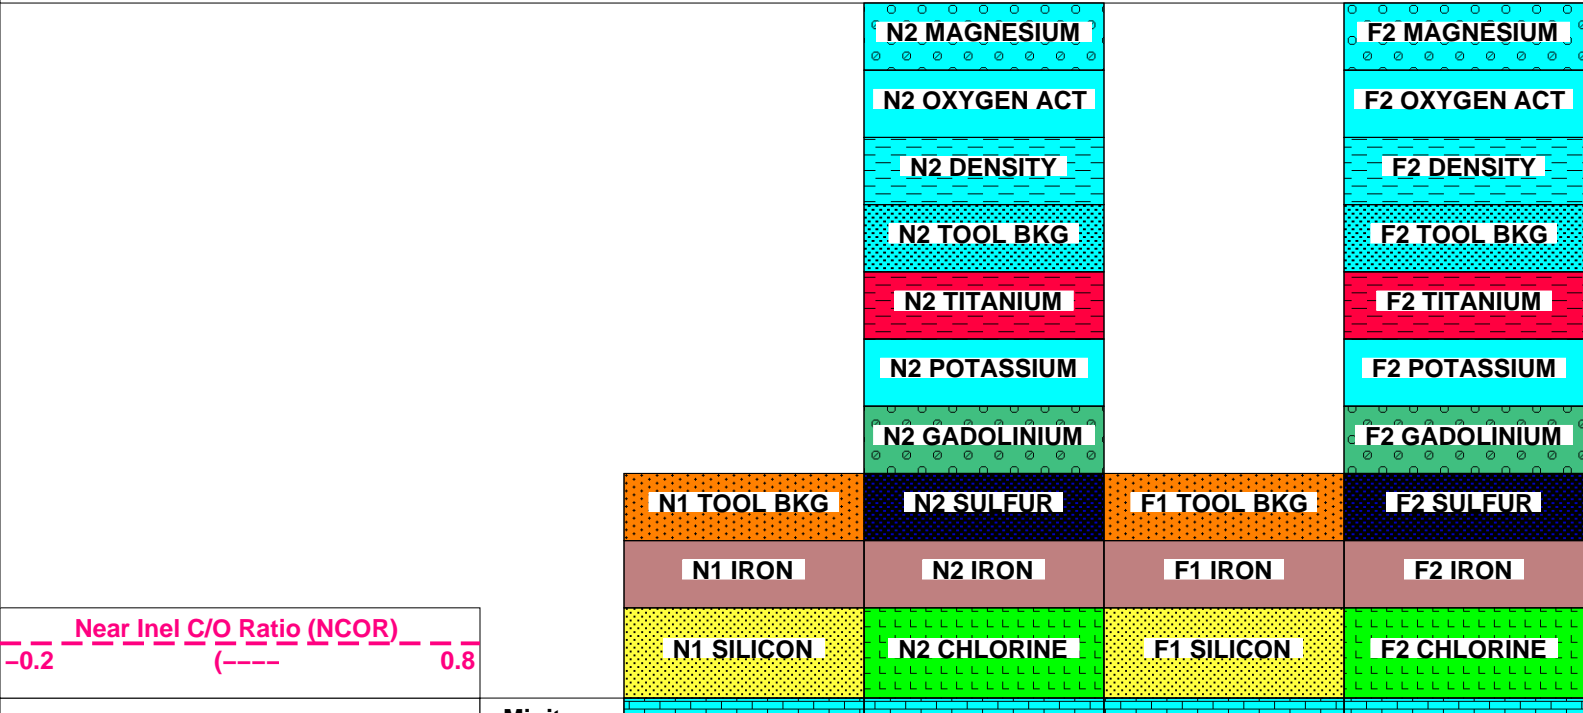 N2 MAGNESIUM F2 MAGNESIUM
N2 OXYGEN ACT F2 OXYGEN ACT
N2 DENSITY F2 DENSITY
N2 TOOL BKG F2 TOOL BKG
N2 TITANIUM F2 TITANIUM
N2 POTASSIUM F2 POTASSIUM
N2 GADOLINIUM F2 GADOLINIUM
N1 TOOL BKG N2 SULFUR F1 TOOL BKG F2 SULFUR
N1 IRON N2 IRON F1 IRON F2 IRON
Near Inel C/O Ratio (NCOR)
N1 SILICON N2 CHLORINE F1 SILICON F2 CHLORINE
−0.2 (−−−− 0.8